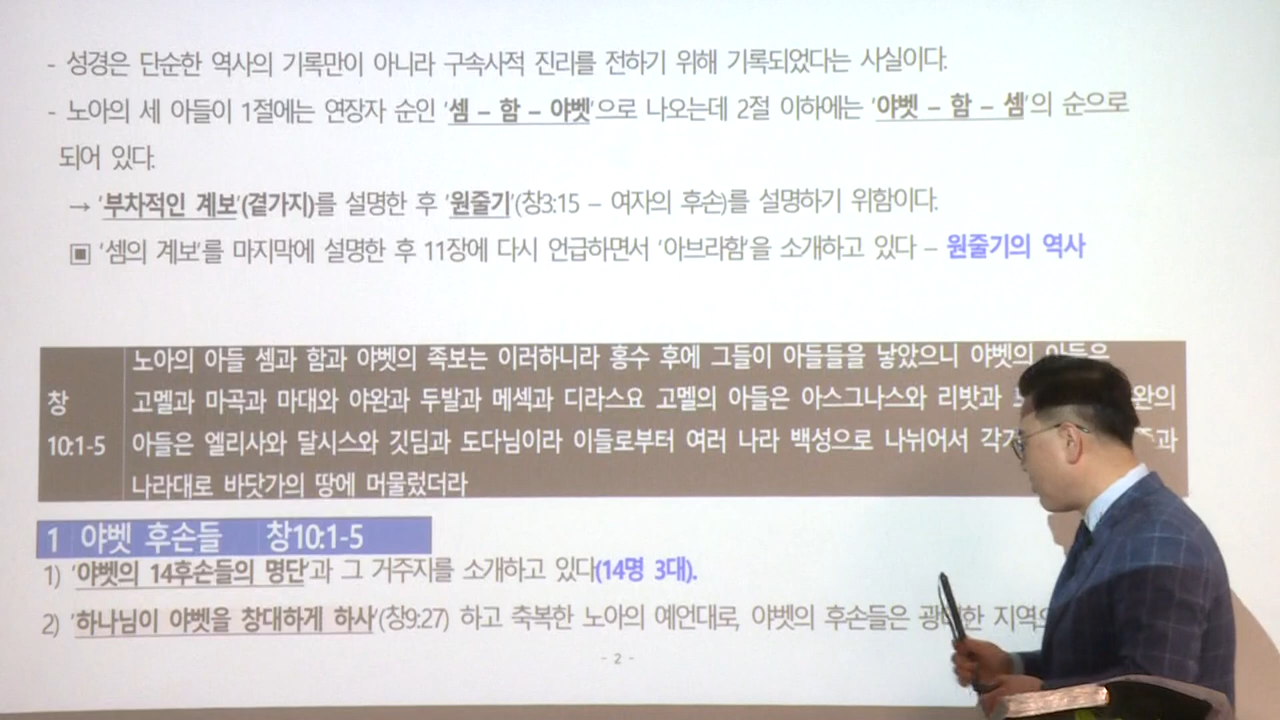 - 성경은 단순한 역사의 기록만이 아니라 구속사적 진리를 전하기 위해 기록되었다는 사실이다.
- 노아의 세 아들이 1절에는 연장자 순인 '셈 – 함 – 야벳'으로 나오는데 2절 이하에는 '야벳 – 함 – 셈'의 순으로
되어 있다.
→ '부차적인 계보'(곁가지)를 설명한 후 '원줄기'(창3:15 – 여자의 후손)를 설명하기 위함이다.
▣ '셈의 계보'를 마지막에 설명한 후 11장에 다시 언급하면서 '아브라함'을 소개하고 있다 – 원줄기의 역사
노아의 아들 셈과 함과 야벳의 족보는 이러하니라 홍수 후에 그들이 아들들을 낳았으니 야벳의 아들은
창 고멜과 마곡과 마대와 야완과 두발과 메섹과 디라스요 고멜의 아들은 아스그나스와 리밧과 완의
10:1-5 아들은 엘리사와 달시스와 깃딤과 도다님이라 이들로부터 여러 나라 백성으로 나뉘어서
나라대로 바닷가의 땅에 머물렀더라
1 야벳 후손들 창10:1-5
1) '야벳의 14후손들의 명단'과 그 거주지를 소개하고 있다(14명 3대).
2) '하나님이 야벳을 창대하게 하사'(창9:27) 하고 축복한 노아의 예언대로, 야벳의 후손들은 지역
- 2 -